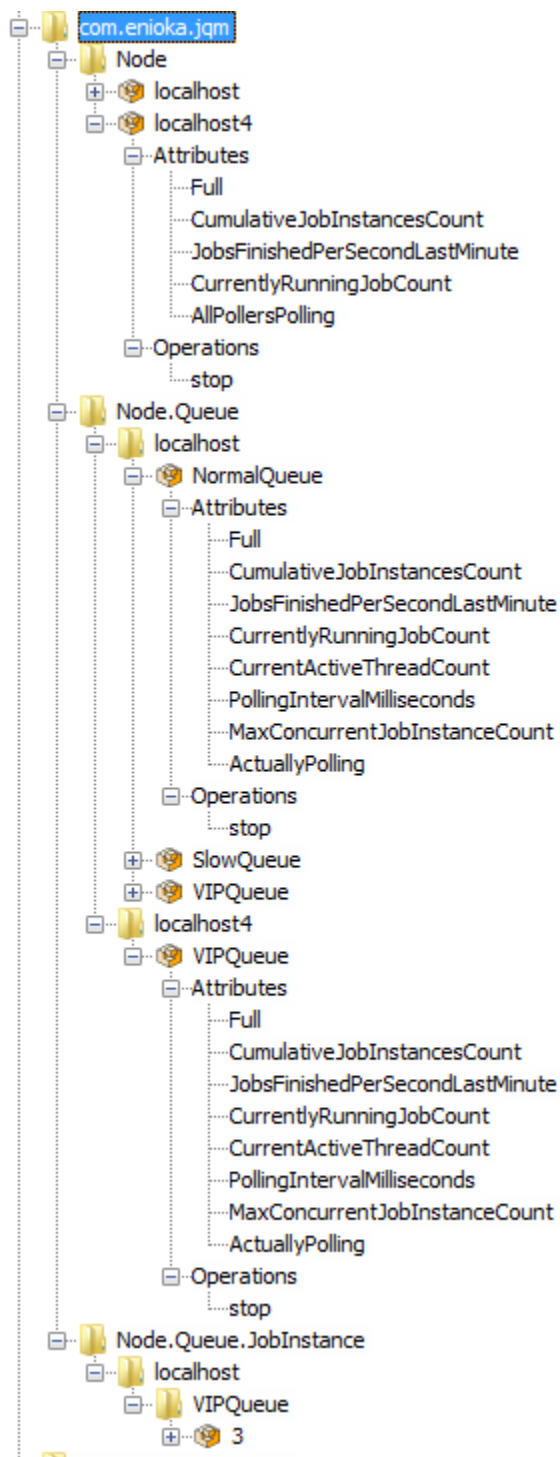 com.enioka.jqm
Node
localhost
localhost4
Attributes
Full
CumulativeJobInstancesCount
JobsFinishedPerSecondLastMinute
CurrentlyRunningJobCount
AllPollersPolling
Operations
stop
Node.Queue
localhost
NormalQueue
Attributes
Full
CumulativeJobInstancesCount
JobsFinishedPerSecondLastMinute
CurrentlyRunningJobCount
CurrentActiveThreadCount
PollingIntervalMilliseconds
MaxConcurrentJobInstanceCount
ActuallyPolling
Operations
stop
SlowQueue
VIPQueue
localhost4
VIPQueue
Attributes
Full
CumulativeJobInstancesCount
JobsFinishedPerSecondLastMinute
CurrentlyRunningJobCount
CurrentActiveThreadCount
PollingIntervalMilliseconds
MaxConcurrentJobInstanceCount
ActuallyPolling
Operations
stop
Node.Queue.JobInstance
localhost
VIPQueue
3